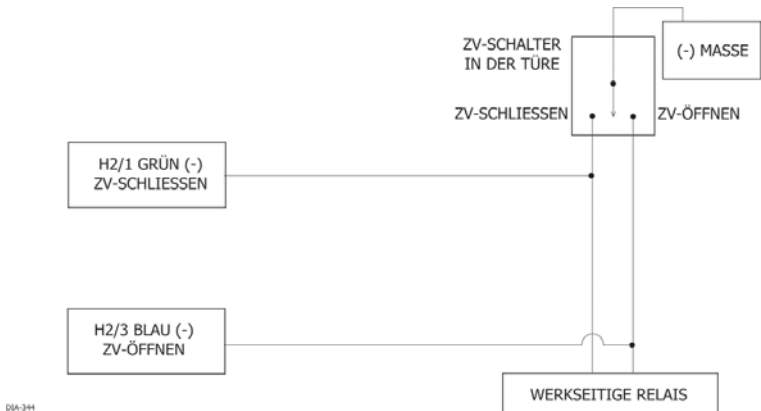 ZV-SCHALTER
IN DER TÜRE
(-) MASSE
ZV-SCHLIESSEN
ZV-ÖFFNEN
H2/1 GRÜN (-)
ZV-SCHLIESSEN
H2/3 BLAU (-)
ZV-ÖFFNEN
WERKSEITIGE RELAIS
DIA-344